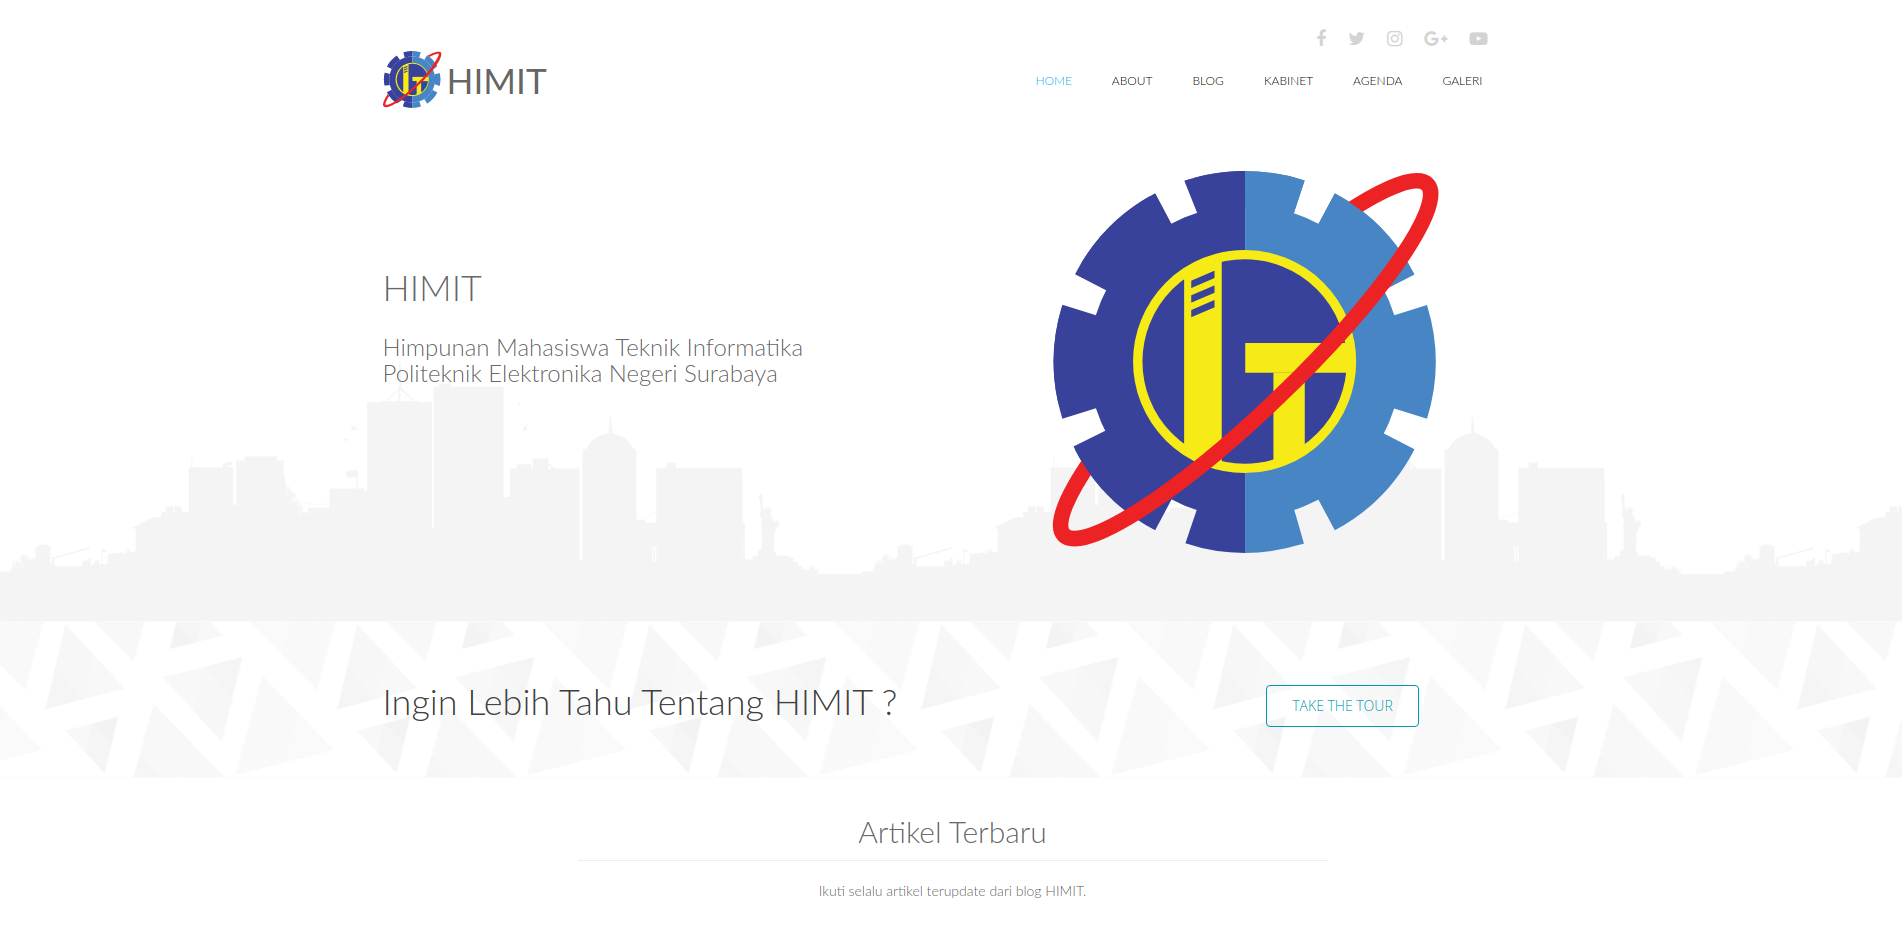 HIMIT
HOME ABOUT BLOG KABINET AGENDA GALERI
HIMIT
Himpunan Mahasiswa Teknik Informatika
Politeknik Elektronika Negeri Surabaya
Ingin Lebih Tahu Tentang HIMIT ?
TAKE THE TOUR
Artikel Terbaru
Ikuti selalu artikel terupdate dari blog HIMIT.